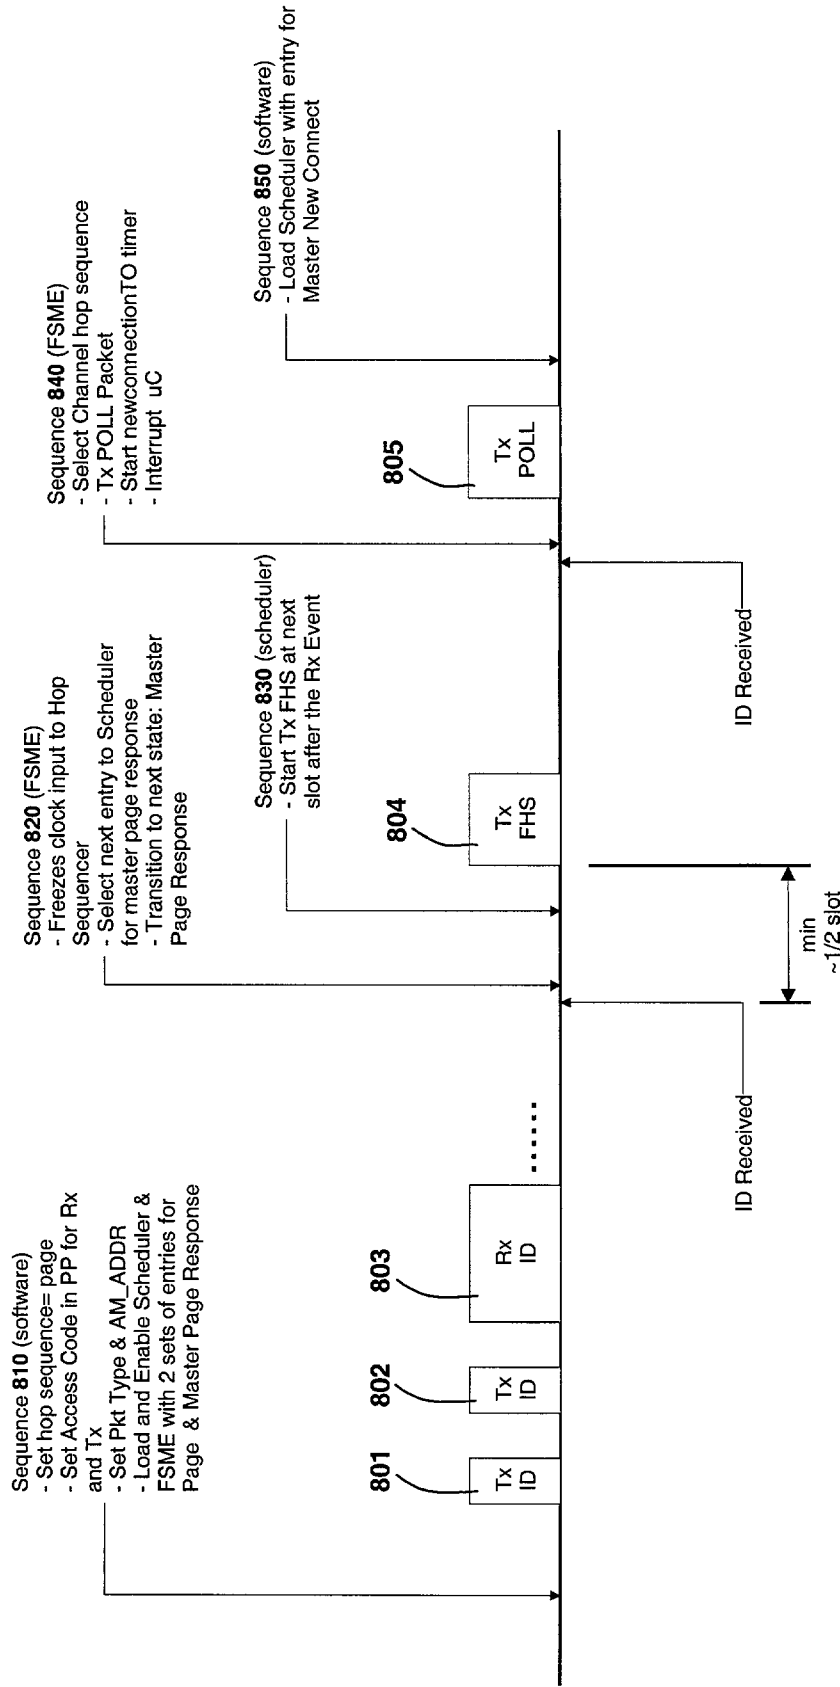 Sequence 810 (software)
- Set hop sequence= page
- Set Access Code in PP for Rx
and Tx
- Set Pkt Type & AM_ADDR
- Load and Enable Scheduler &
FSME with 2 sets of entries for
Page & Master Page Response
Sequence 820 (FSME)
- Freezes clock input to Hop
Sequencer
- Select next entry to Scheduler
for master page response
- Transition to next state: Master
Page Response
Sequence 830 (scheduler)
- Start Tx FHS at next
slot after the Rx Event
Sequence 840 (FSME)
- Select Channel hop sequence
- Tx POLL Packet
- Start newconnectionTO timer
- Interrupt uC
Sequence 850 (software)
- Load Scheduler with entry for
Master New Connect
801
Tx
ID
802
Tx
ID
803
Rx
ID
......
804
Tx
FHS
805
Tx
POLL
ID Received
min
~1/2 slot
ID Received